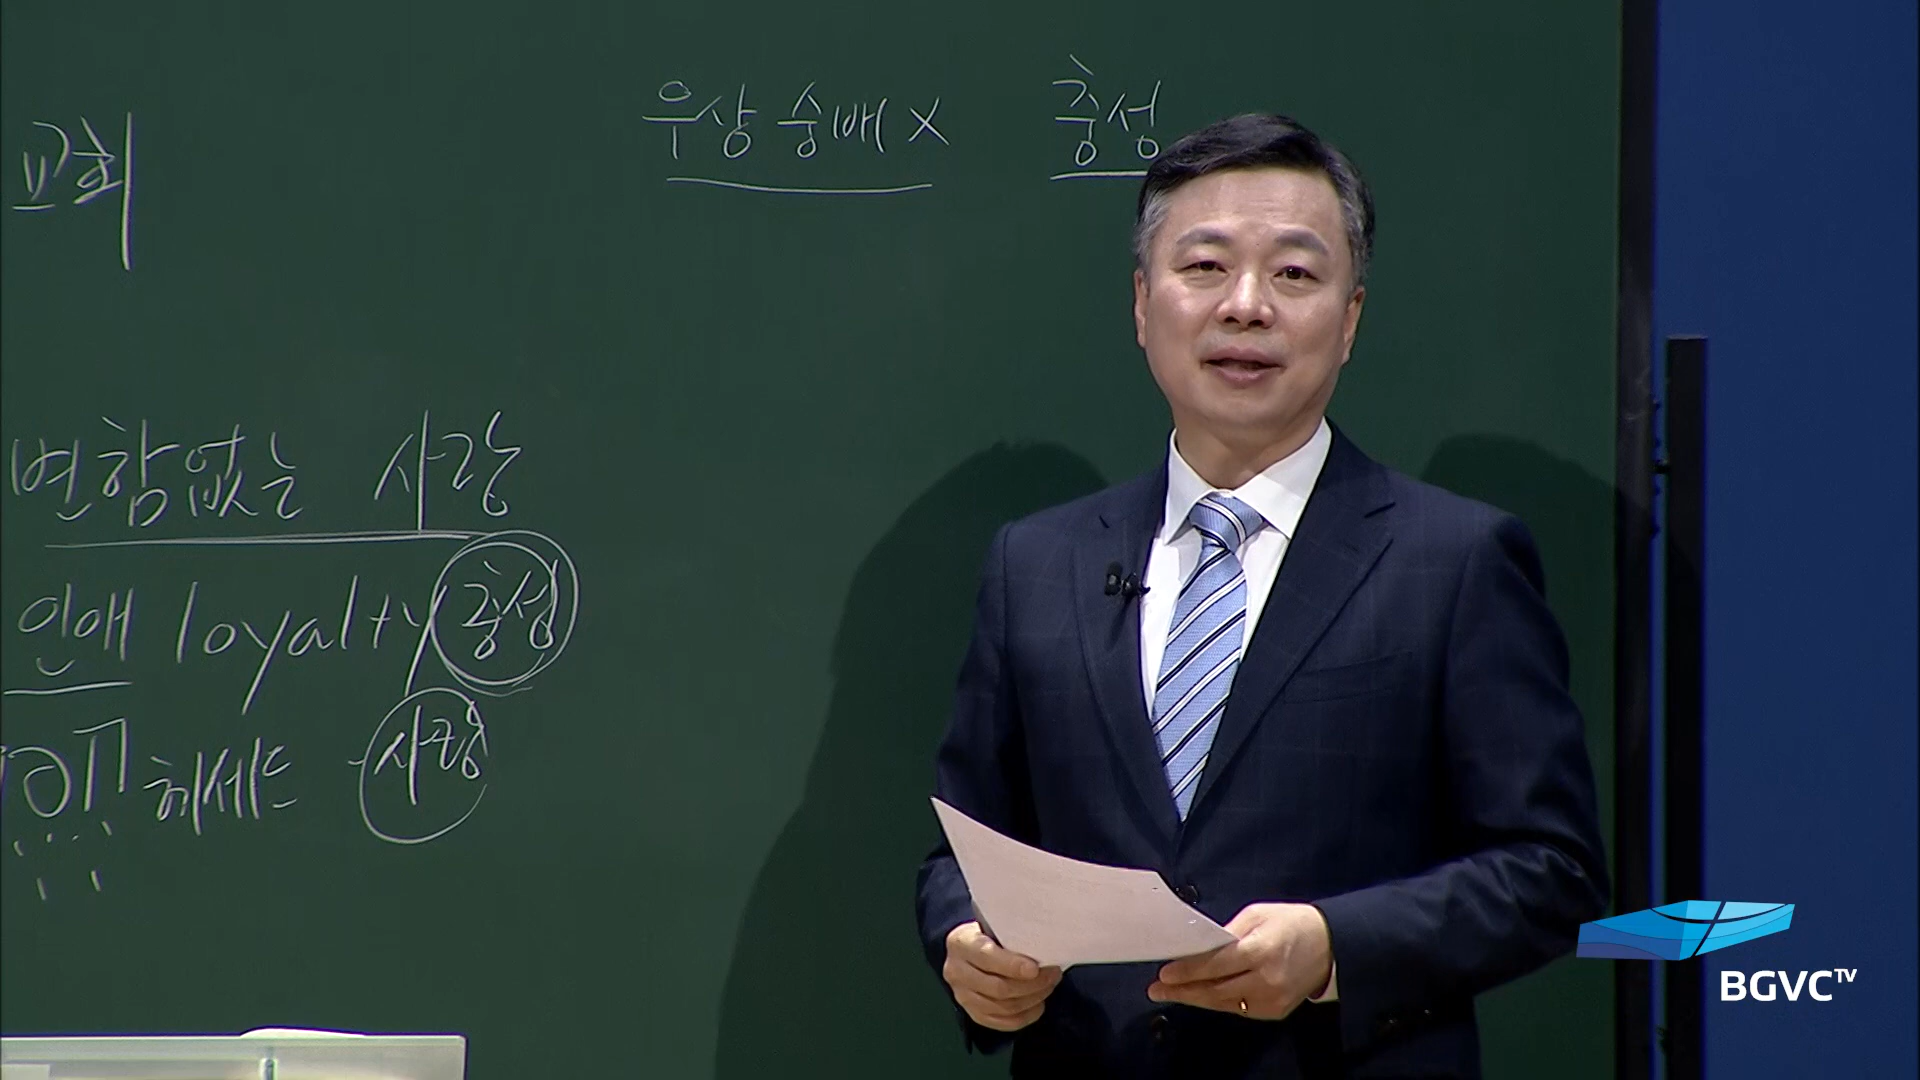 우상 숭배 X 충성
교회
변함없는 사랑
인애 loyalty 충성
헤세드 사랑
BGVC TV